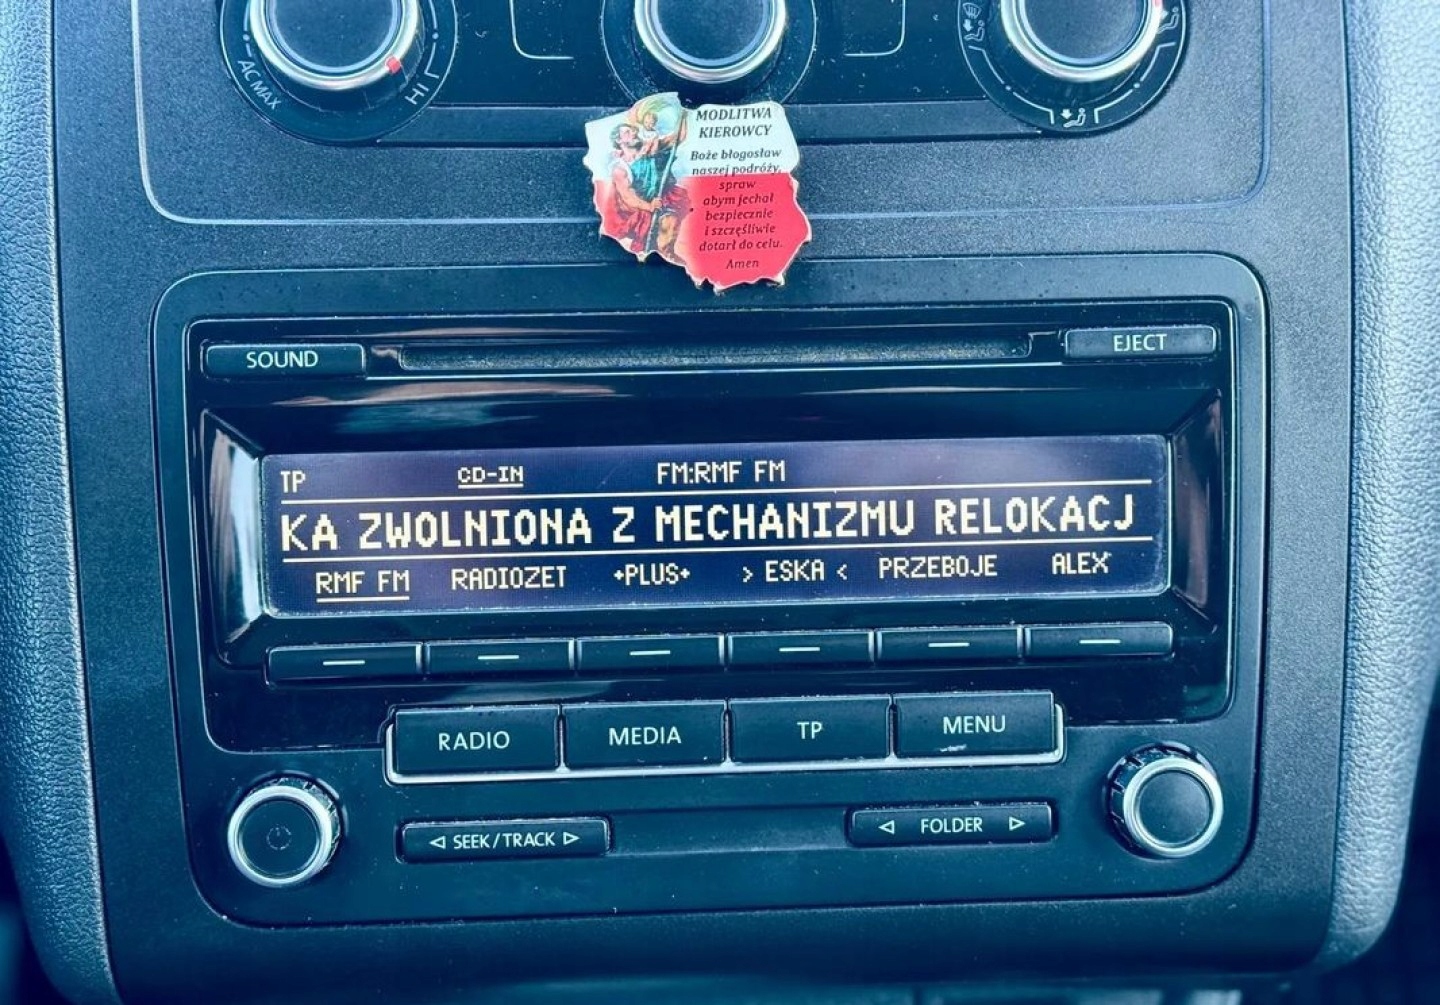 AC MAX
HI
MODLITWA
KIEROWCY
Boże błogosław
naszej podróży,
spraw
abym jechał
bezpiecznie
i szczęśliwie
dotarł do celu.
Amen
SOUND
EJECT
TP CD-IN FM:RMF FM
KA ZWOLNIONA Z MECHANIZMU RELOKACJ
RMF FM RADIOZET +PLUS+ > ESKA < PRZEBOJE ALEX
RADIO MEDIA TP MENU
SEEK/TRACK FOLDER